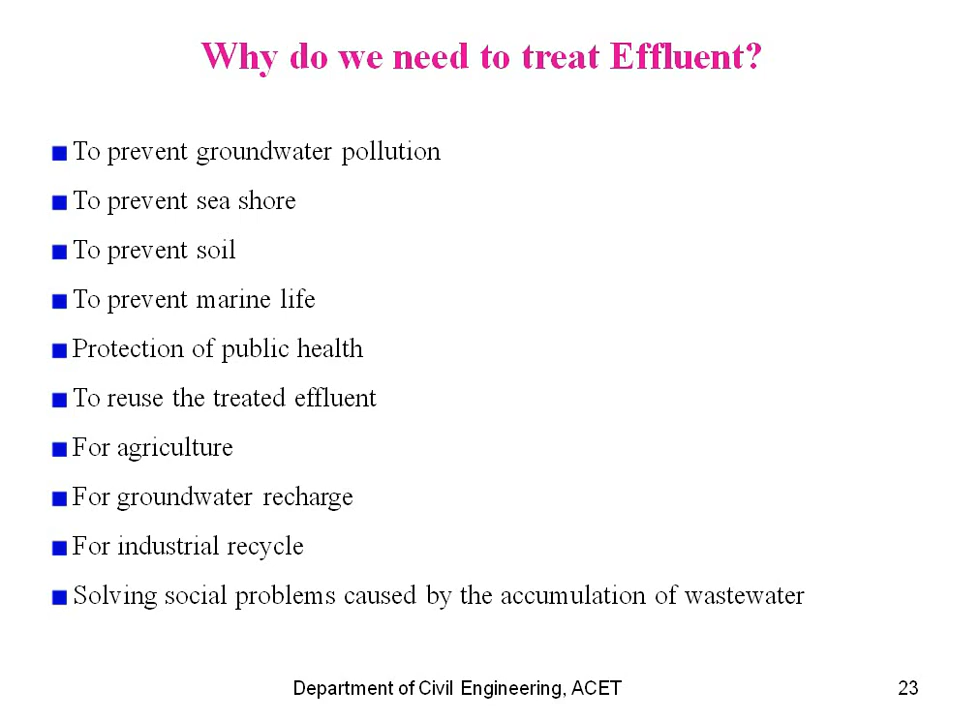 Why do we need to treat Effluent?
To prevent groundwater pollution
To prevent sea shore
To prevent soil
To prevent marine life
Protection of public health
To reuse the treated effluent
For agriculture
For groundwater recharge
For industrial recycle
Solving social problems caused by the accumulation of wastewater
Department of Civil Engineering, ACET 23